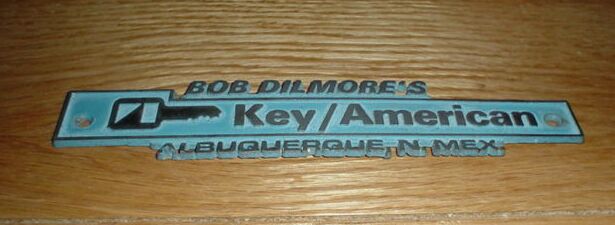 BOB DILMORE'S
Key/American
ALBUQUERQUE, N. MEX.